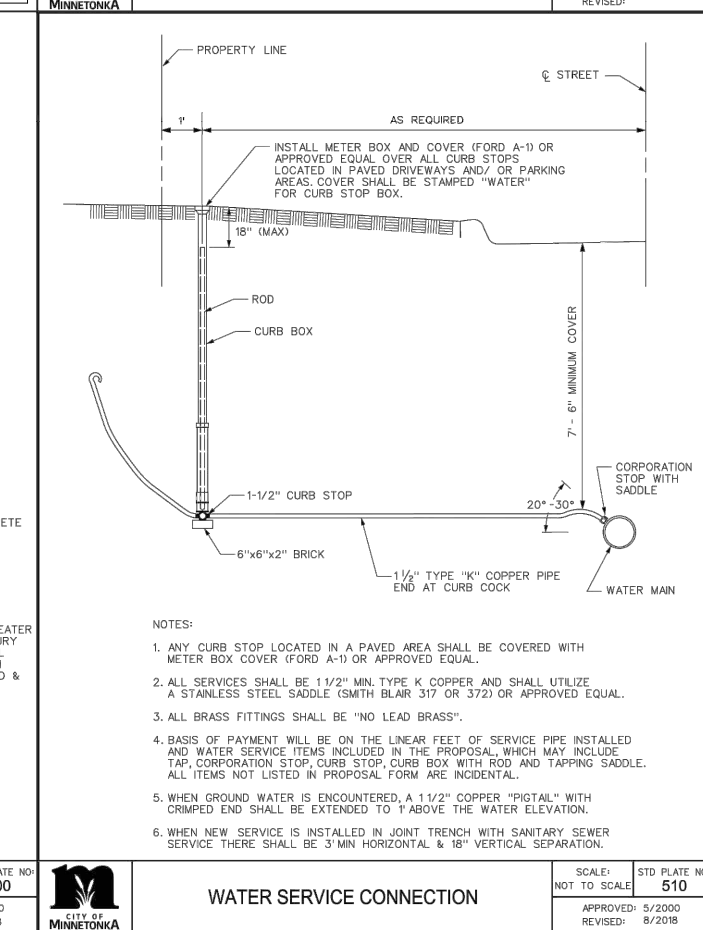 MINNETONKA
REVISED:
PROPERTY LINE
℄ STREET
1'
AS REQUIRED
INSTALL METER BOX AND COVER (FORD A-1) OR
APPROVED EQUAL OVER ALL CURB STOPS
LOCATED IN PAVED DRIVEWAYS AND/ OR PARKING
AREAS. COVER SHALL BE STAMPED "WATER"
FOR CURB STOP BOX.
18" (MAX)
ROD
CURB BOX
7' - 6" MINIMUM COVER
CORPORATION
STOP WITH
SADDLE
1-1/2" CURB STOP
20° -30°
6"x6"x2" BRICK
1 1/2" TYPE "K" COPPER PIPE
END AT CURB COCK
WATER MAIN
ETE
EATER
URY
D &
NOTES:
1. ANY CURB STOP LOCATED IN A PAVED AREA SHALL BE COVERED WITH
METER BOX COVER (FORD A-1) OR APPROVED EQUAL.
2. ALL SERVICES SHALL BE 1 1/2" MIN. TYPE K COPPER AND SHALL UTILIZE
A STAINLESS STEEL SADDLE (SMITH BLAIR 317 OR 372) OR APPROVED EQUAL.
3. ALL BRASS FITTINGS SHALL BE "NO LEAD BRASS".
4. BASIS OF PAYMENT WILL BE ON THE LINEAR FEET OF SERVICE PIPE INSTALLED
AND WATER SERVICE ITEMS INCLUDED IN THE PROPOSAL, WHICH MAY INCLUDE
TAP, CORPORATION STOP, CURB STOP, CURB BOX WITH ROD AND TAPPING SADDLE.
ALL ITEMS NOT LISTED IN PROPOSAL FORM ARE INCIDENTAL.
5. WHEN GROUND WATER IS ENCOUNTERED, A 1 1/2" COPPER "PIGTAIL" WITH
CRIMPED END SHALL BE EXTENDED TO 1' ABOVE THE WATER ELEVATION.
6. WHEN NEW SERVICE IS INSTALLED IN JOINT TRENCH WITH SANITARY SEWER
SERVICE THERE SHALL BE 3' MIN HORIZONTAL & 18" VERTICAL SEPARATION.
ATE NO:
00
CITY OF
MINNETONKA
WATER SERVICE CONNECTION
SCALE:
NOT TO SCALE
STD PLATE NO
510
APPROVED: 5/2000
REVISED: 8/2018